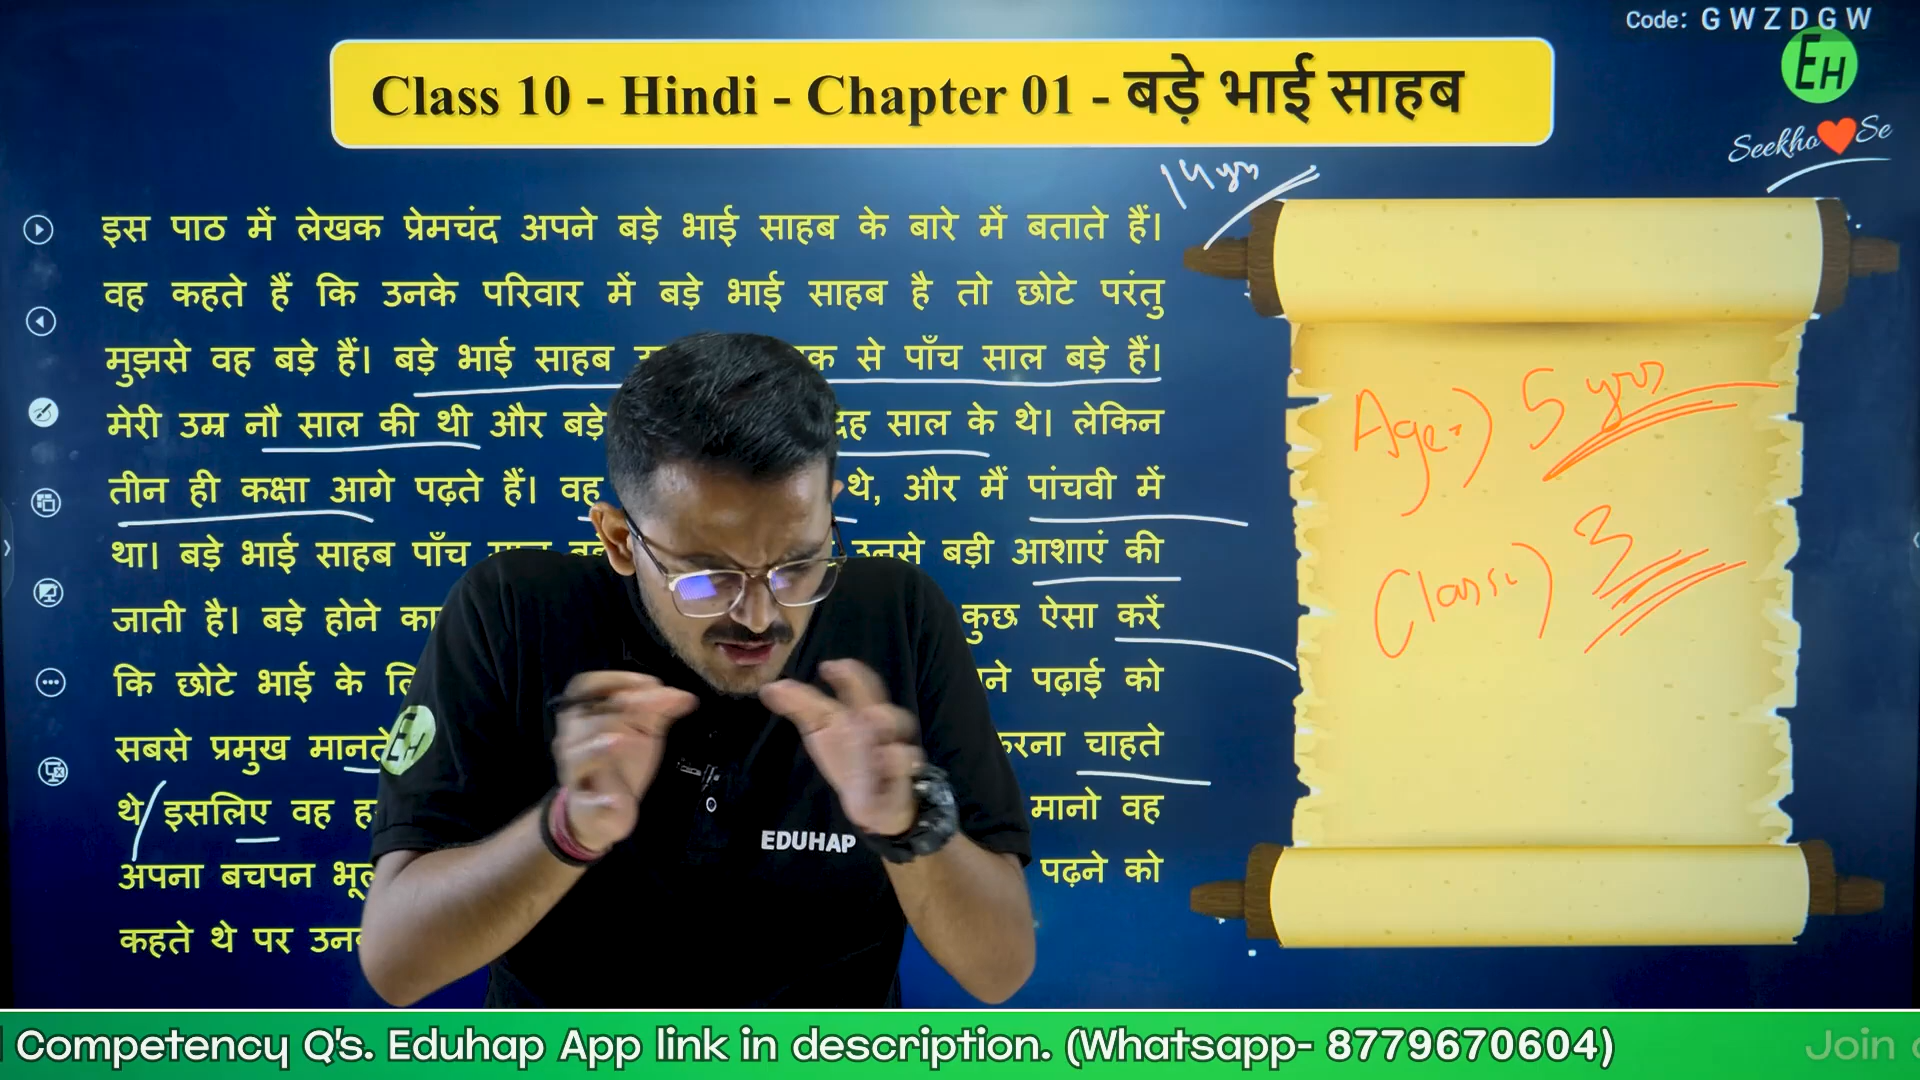 Code: G W Z D G W
EH
Class 10 - Hindi - Chapter 01 - बड़े भाई साहब
Seekho Se
14 yrs
इस पाठ में लेखक प्रेमचंद अपने बड़े भाई साहब के बारे में बताते हैं।
वह कहते हैं कि उनके परिवार में बड़े भाई साहब है तो छोटे परंतु
मुझसे वह बड़े हैं। बड़े भाई साहब से पाँच साल बड़े हैं।
मेरी उम्र नौ साल की थी और बड़े साल के थे। लेकिन
तीन ही कक्षा आगे पढ़ते हैं। वह थे, और मैं पांचवी में
था। बड़े भाई साहब पाँच उनसे बड़ी आशाएं की
जाती है। बड़े होने कुछ ऐसा करें
कि छोटे भाई के पढ़ाई को
सबसे प्रमुख मानते चाहते
थे इसलिए वह मानो वह
अपना बचपन पढ़ने को
कहते थे पर
Age:) 5 yrs
Class:) 3
EH
EDUHAP
Competency Q's. Eduhap App link in description. (Whatsapp- 8779670604)
Join